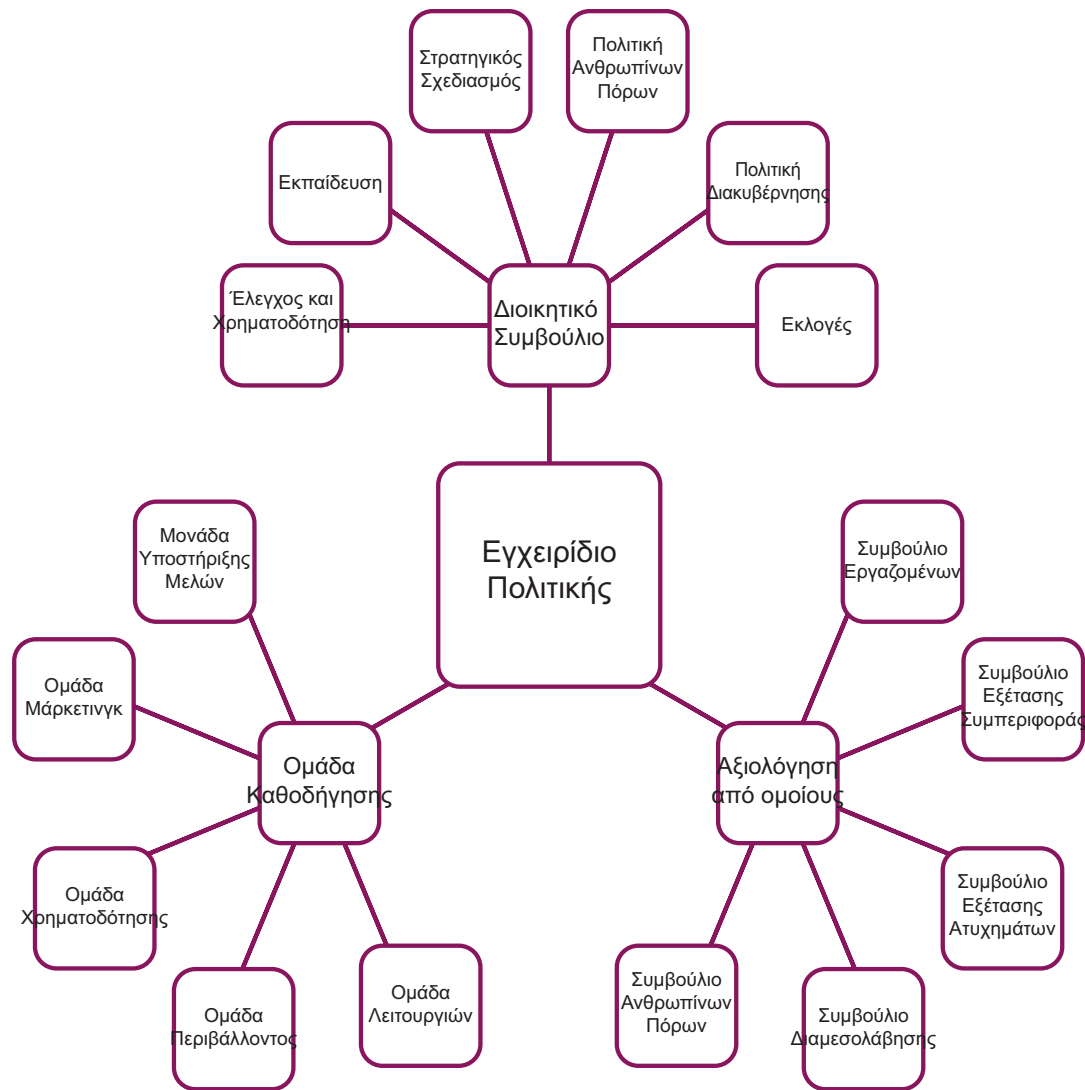 Στρατηγικός
Σχεδιασμός
Πολιτική
Ανθρωπίνων
Πόρων
Εκπαίδευση
Πολιτική
Διακυβέρνησης
Έλεγχος και
Χρηματοδότηση
Διοικητικό
Συμβούλιο
Εκλογές
Εγχειρίδιο
Πολιτικής
Μονάδα
Υποστήριξης
Μελών
Συμβούλιο
Εργαζομένων
Ομάδα
Μάρκετινγκ
Συμβούλιο
Εξέτασης
Συμπεριφοράς
Ομάδα
Καθοδήγησης
Αξιολόγηση
από ομοίους
Ομάδα
Χρηματοδότησης
Συμβούλιο
Εξέτασης
Ατυχημάτων
Ομάδα
Περιβάλλοντος
Ομάδα
Λειτουργιών
Συμβούλιο
Ανθρωπίνων
Πόρων
Συμβούλιο
Διαμεσολάβησης